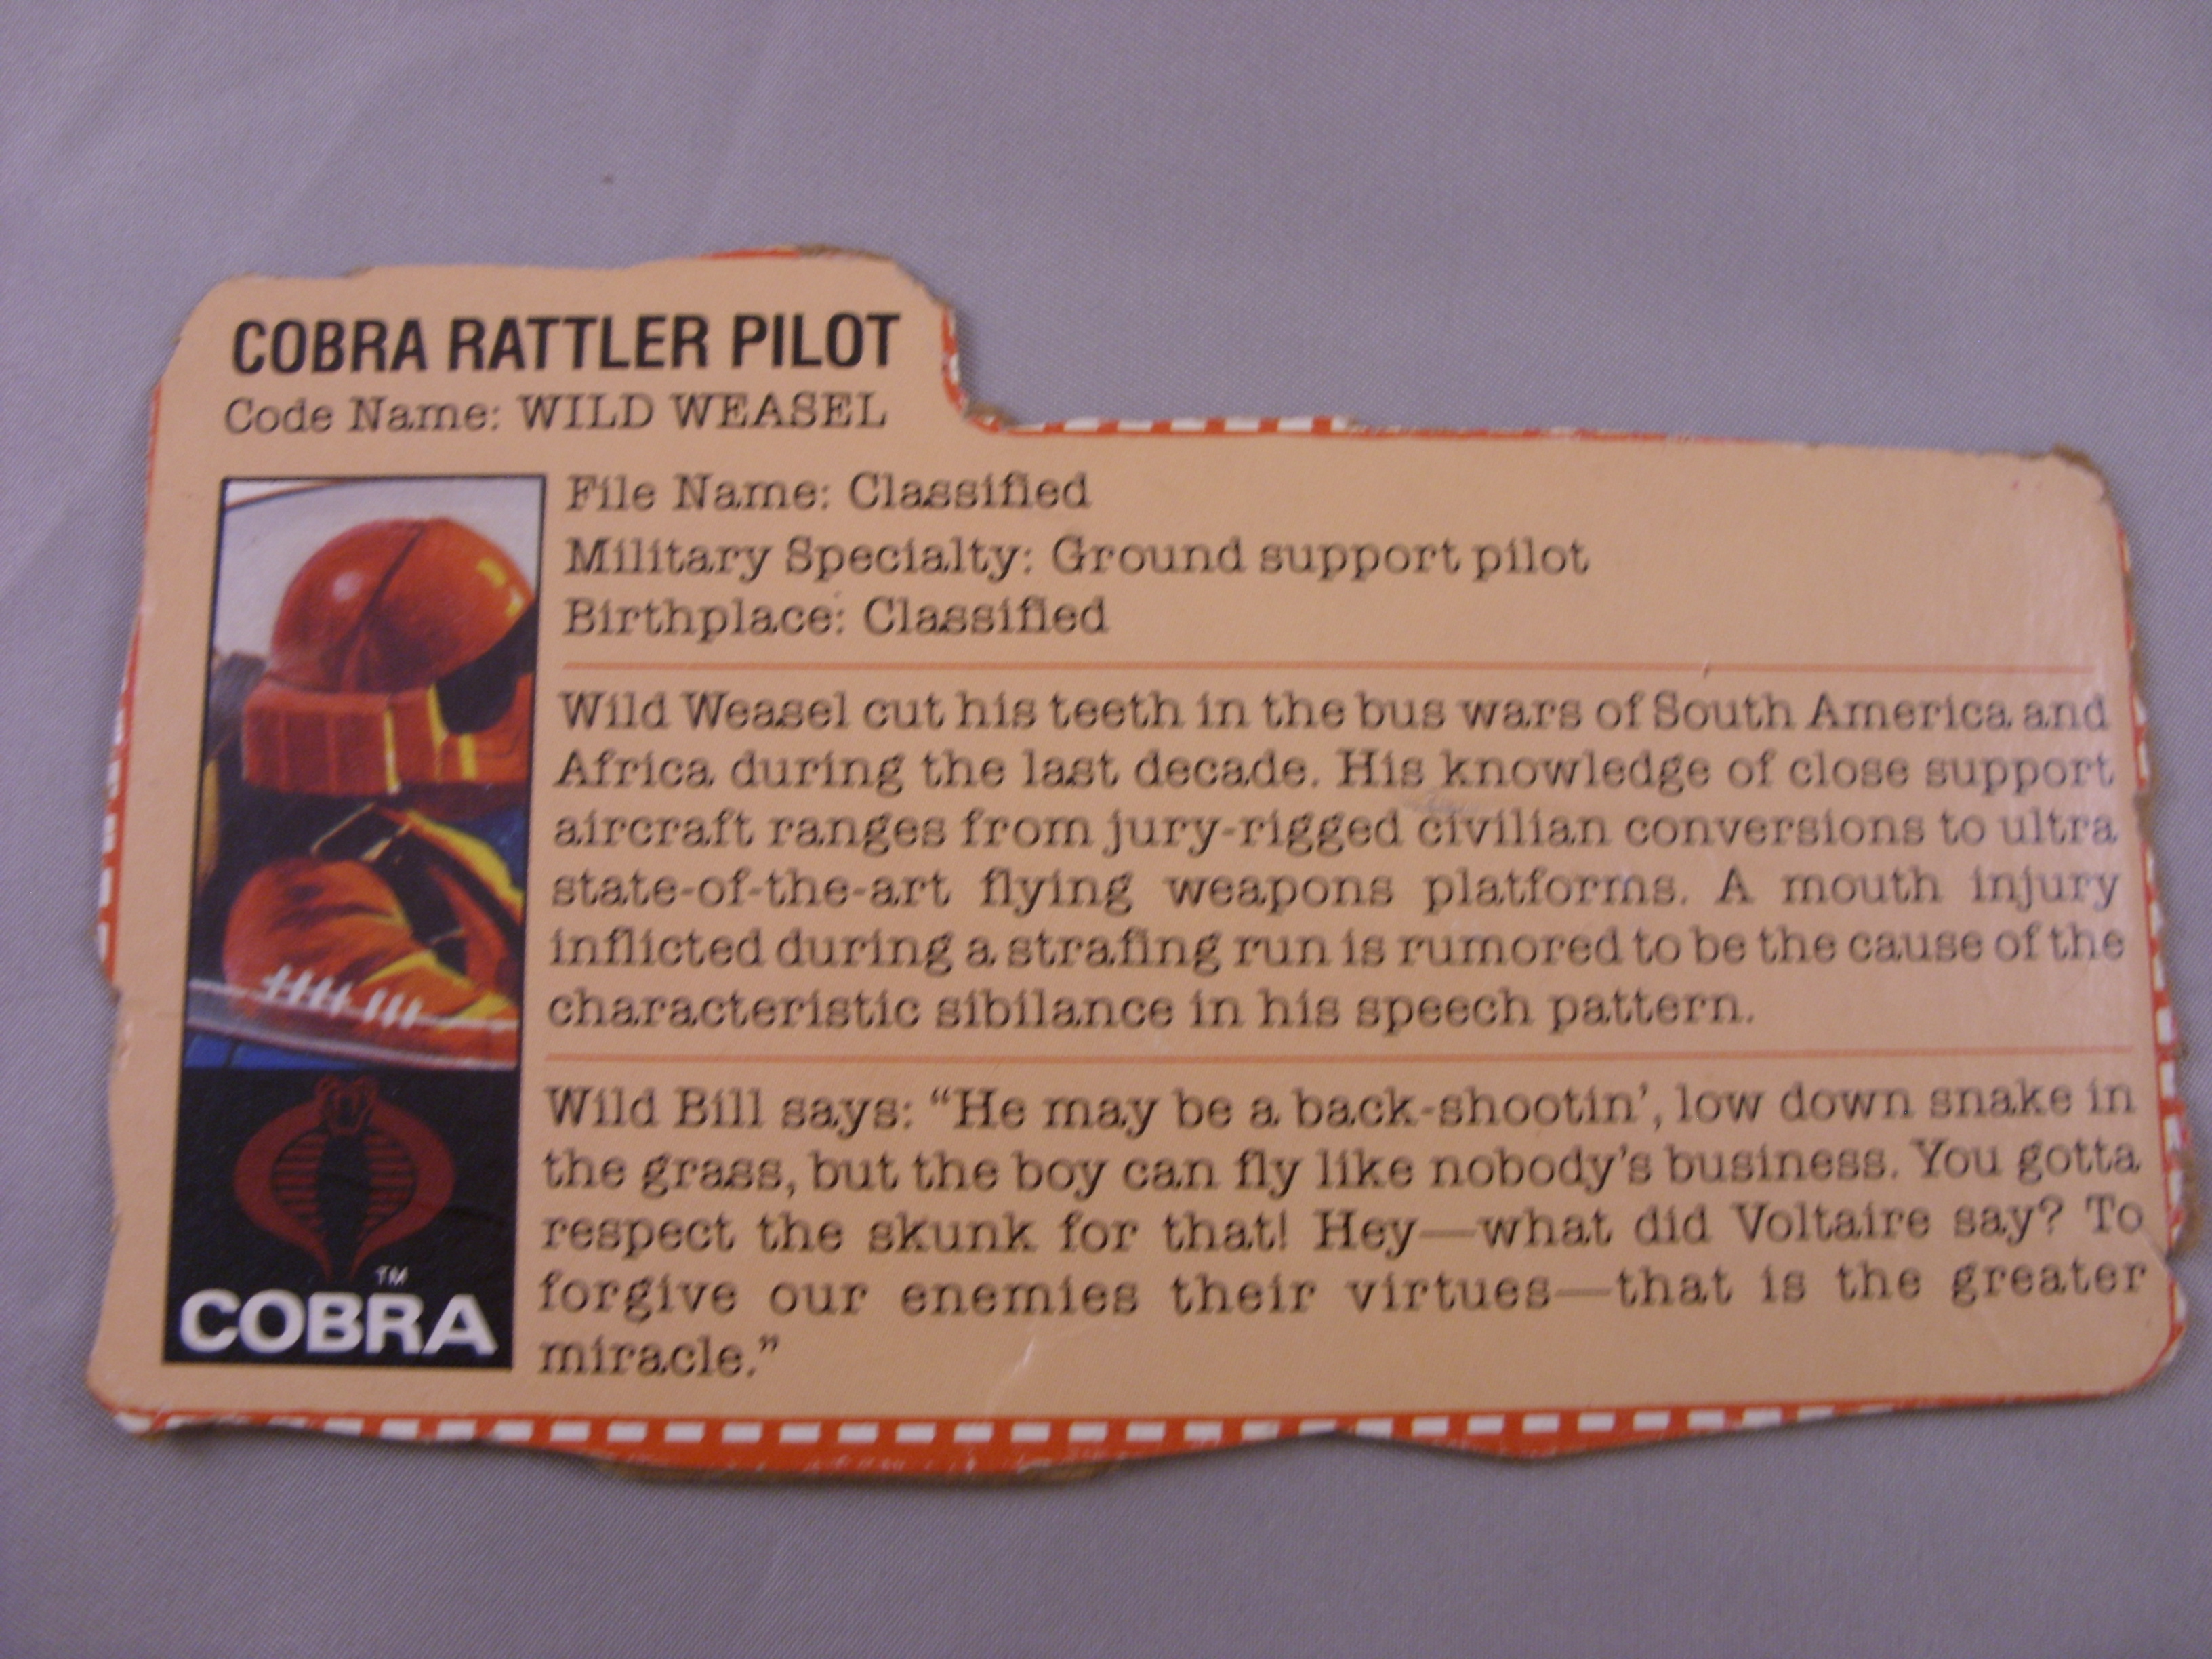 COBRA RATTLER PILOT
Code Name: WILD WEASEL
File Name: Classified
Military Specialty: Ground support pilot
Birthplace: Classified
Wild Weasel cut his teeth in the bus wars of South America and
Africa during the last decade. His knowledge of close support
aircraft ranges from jury-rigged civilian conversions to ultra
state-of-the-art flying weapons platforms. A mouth injury
inflicted during a strafing run is rumored to be the cause of the
characteristic sibilance in his speech pattern.
Wild Bill says: “He may be a back-shootin’, low down snake in
the grass, but the boy can fly like nobody’s business. You gotta
respect the skunk for that! Hey—what did Voltaire say? To
forgive our enemies their virtues—that is the greater
miracle.”
TM
COBRA